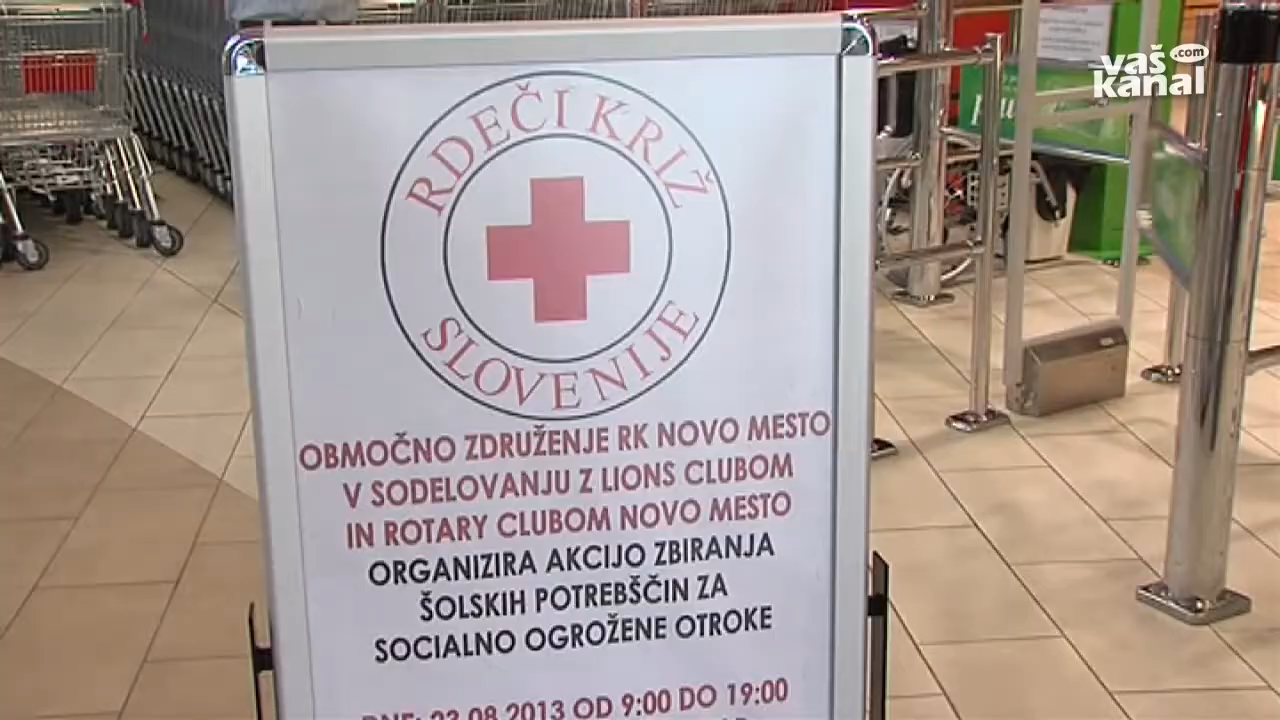 vaš .com
kanal
RDEČI KRIŽ
SLOVENIJE
OBMOČNO ZDRUŽENJE RK NOVO MESTO
V SODELOVANJU Z LIONS CLUBOM
IN ROTARY CLUBOM NOVO MESTO
ORGANIZIRA AKCIJO ZBIRANJA
ŠOLSKIH POTREBŠČIN ZA
SOCIALNO OGROŽENE OTROKE
DNE: 23.08.2013 OD 9:00 DO 19:00